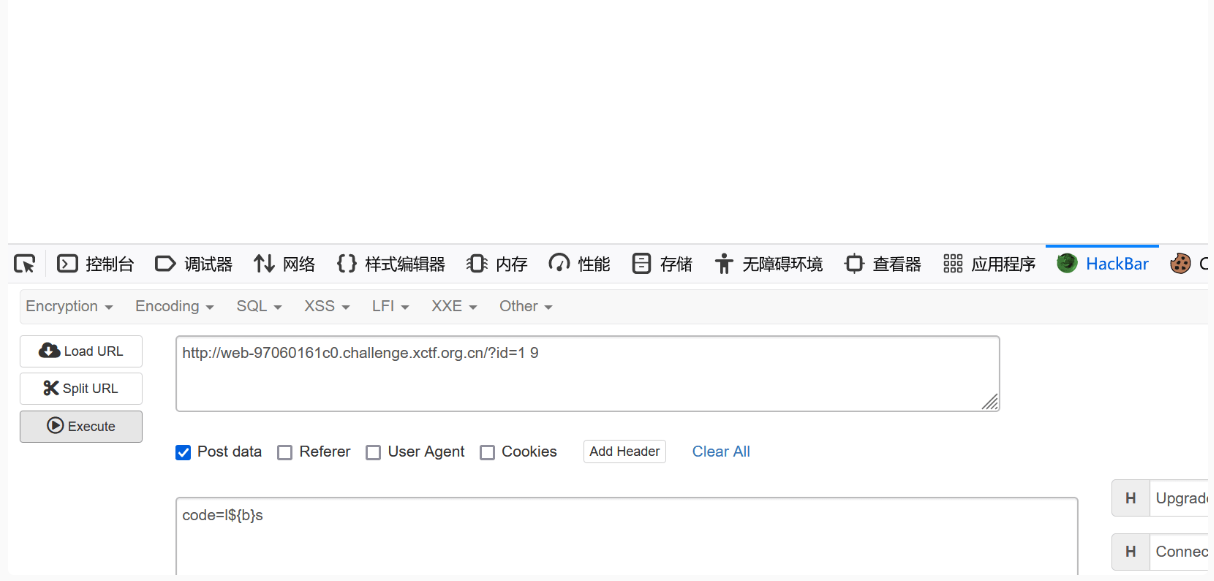 控制台 调试器 网络 样式编辑器 内存 性能 存储 无障碍环境 查看器 应用程序 HackBar C
Encryption Encoding SQL XSS LFI XXE Other
Load URL
http://web-97060161c0.challenge.xctf.org.cn/?id=1 9
Split URL
Execute
Post data Referer User Agent Cookies Add Header Clear All
code=l${b}s
H Upgrade
H Connec